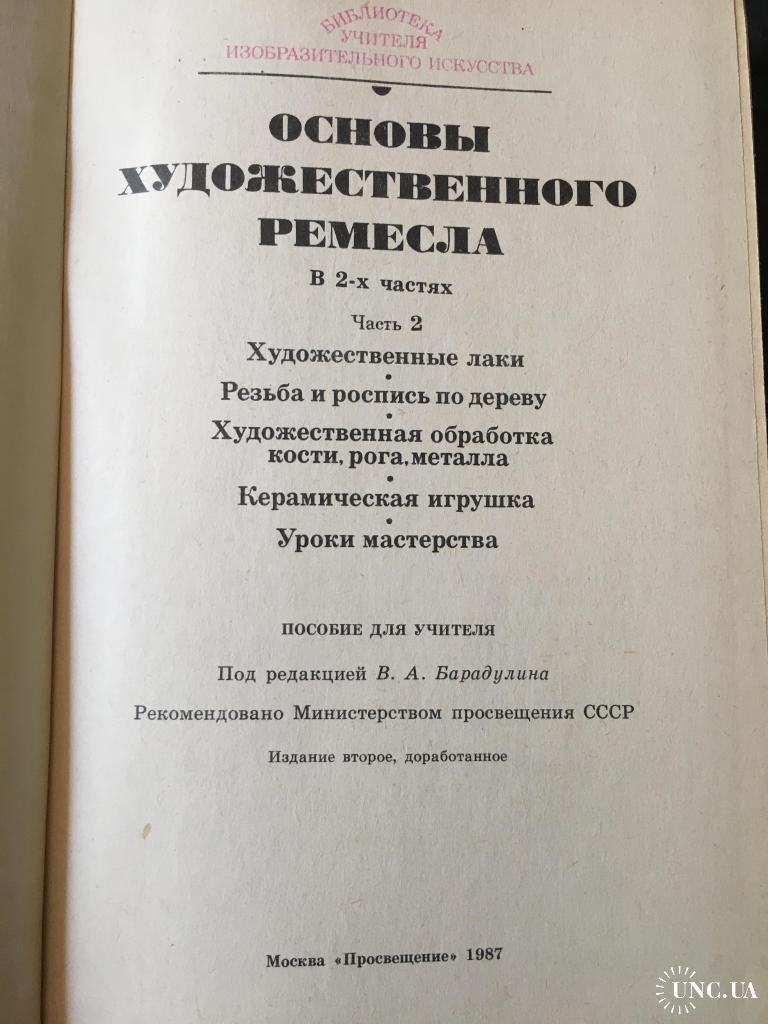 БИБЛИОТЕКА
УЧИТЕЛЯ
ИЗОБРАЗИТЕЛЬНОГО ИСКУССТВА
ОСНОВЫ
ХУДОЖЕСТВЕННОГО
РЕМЕСЛА
В 2-х частях
Часть 2
Художественные лаки
•
Резьба и роспись по дереву
•
Художественная обработка
кости, рога, металла
•
Керамическая игрушка
•
Уроки мастерства
ПОСОБИЕ ДЛЯ УЧИТЕЛЯ
Под редакцией В. А. Барадулина
Рекомендовано Министерством просвещения СССР
Издание второе, доработанное
Москва «Просвещение» 1987
UNC.UA